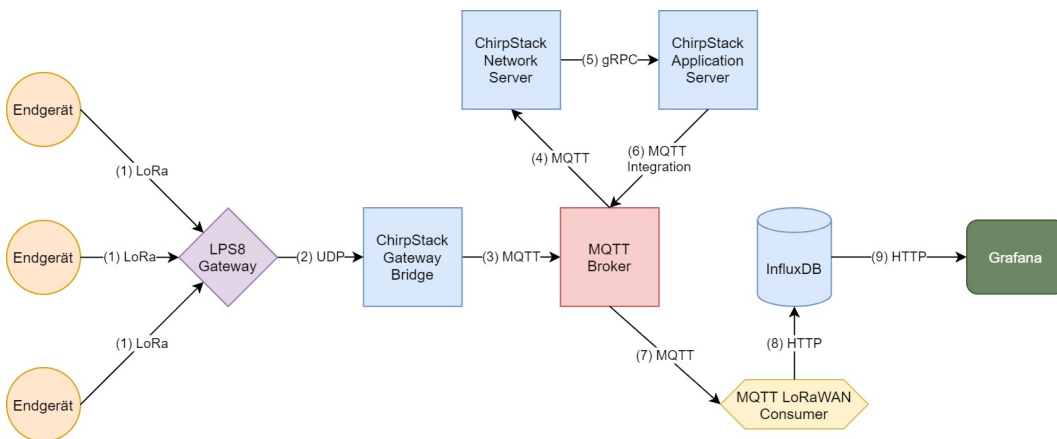 Endgerät
(1) LoRa
Endgerät
(1) LoRa
Endgerät
(1) LoRa
LPS8
Gateway
(2) UDP
ChirpStack
Gateway
Bridge
(3) MQTT
MQTT
Broker
(4) MQTT
ChirpStack
Network
Server
(5) gRPC
ChirpStack
Application
Server
(6) MQTT
Integration
(7) MQTT
MQTT LoRaWAN
Consumer
(8) HTTP
InfluxDB
(9) HTTP
Grafana